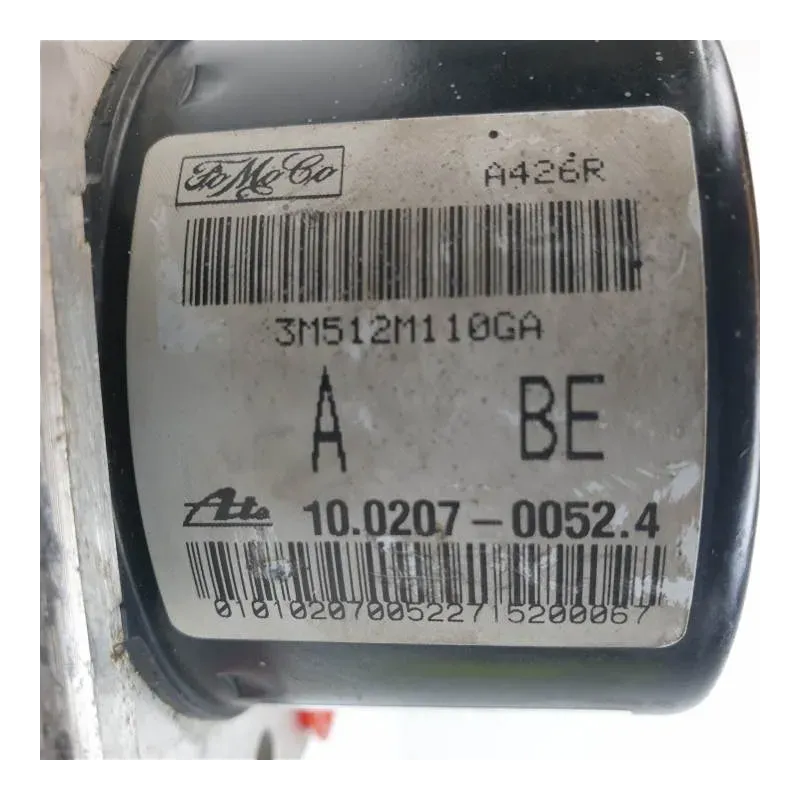 FoMoCo A426R
3M512M110GA
A BE
Ate 10.0207-0052.4
0101020700522715200067